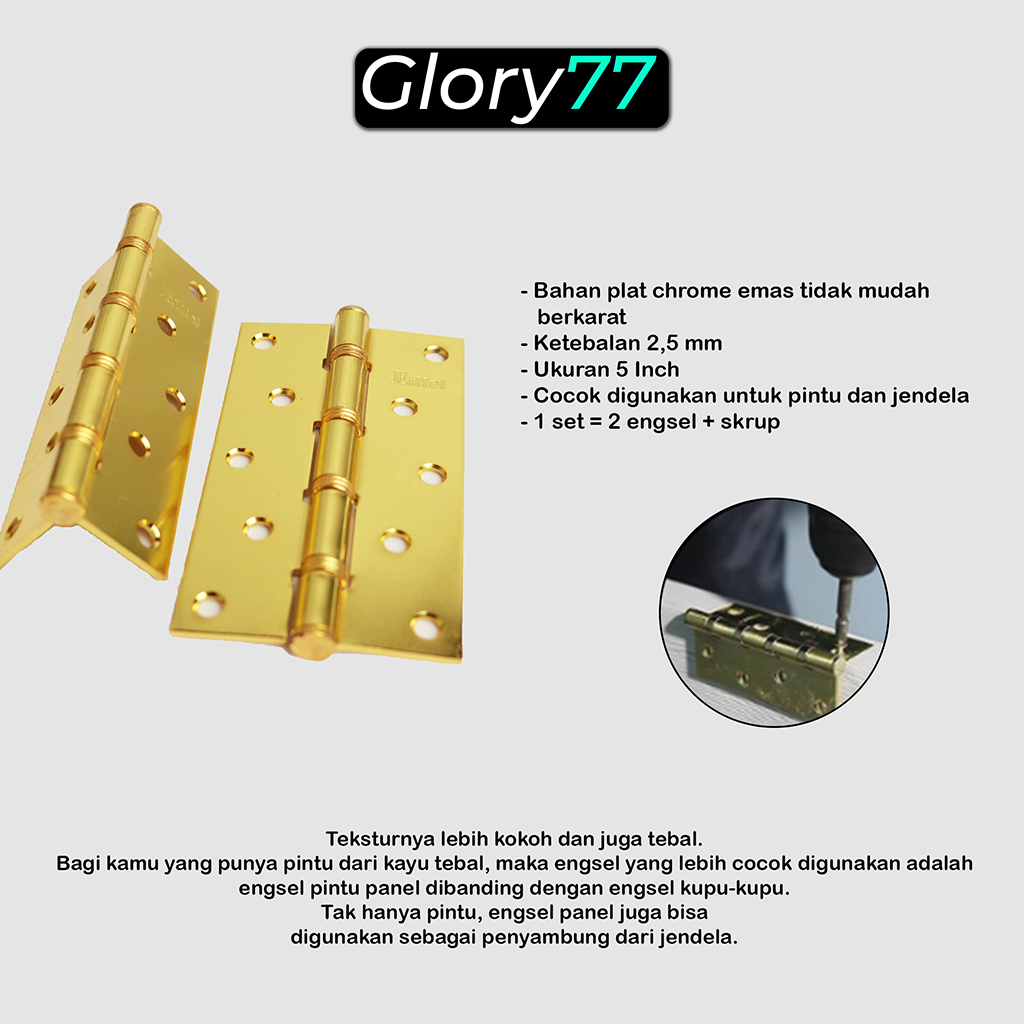 Glory77
- Bahan plat chrome emas tidak mudah
berkarat
- Ketebalan 2,5 mm
- Ukuran 5 Inch
- Cocok digunakan untuk pintu dan jendela
- 1 set = 2 engsel + skrup
Teksturnya lebih kokoh dan juga tebal.
Bagi kamu yang punya pintu dari kayu tebal, maka engsel yang lebih cocok digunakan adalah
engsel pintu panel dibanding dengan engsel kupu-kupu.
Tak hanya pintu, engsel panel juga bisa
digunakan sebagai penyambung dari jendela.